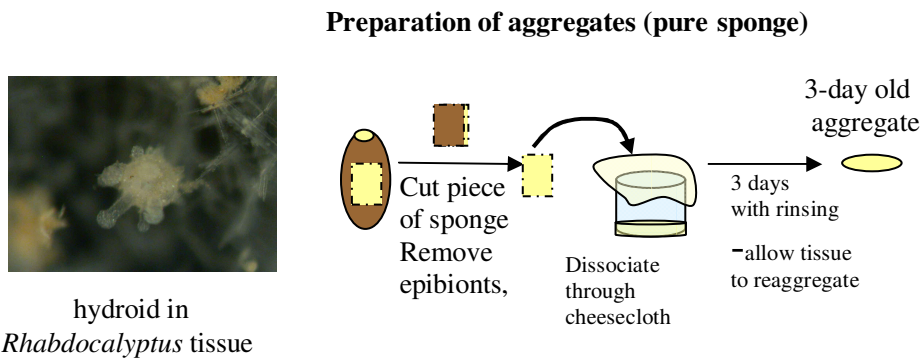 Preparation of aggregates (pure sponge)
hydroid in
Rhabdocalyptus tissue
Cut piece
of sponge
Remove
epibionts,
Dissociate
through
cheesecloth
3 days
with rinsing
-allow tissue
to reaggregate
3-day old
aggregate